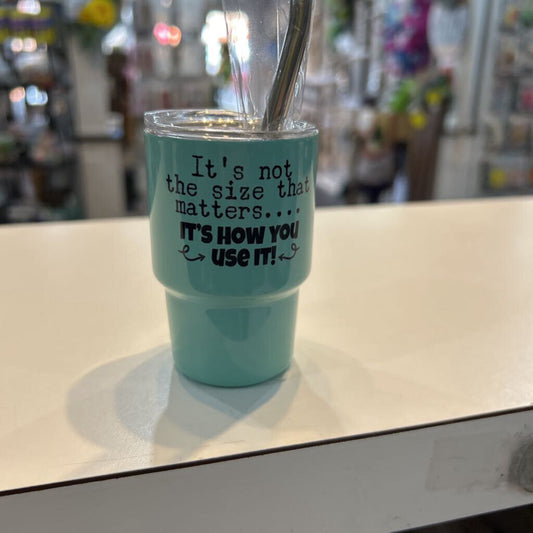 It's not
the size that
matters....
IT'S HOW YOU
USE IT!